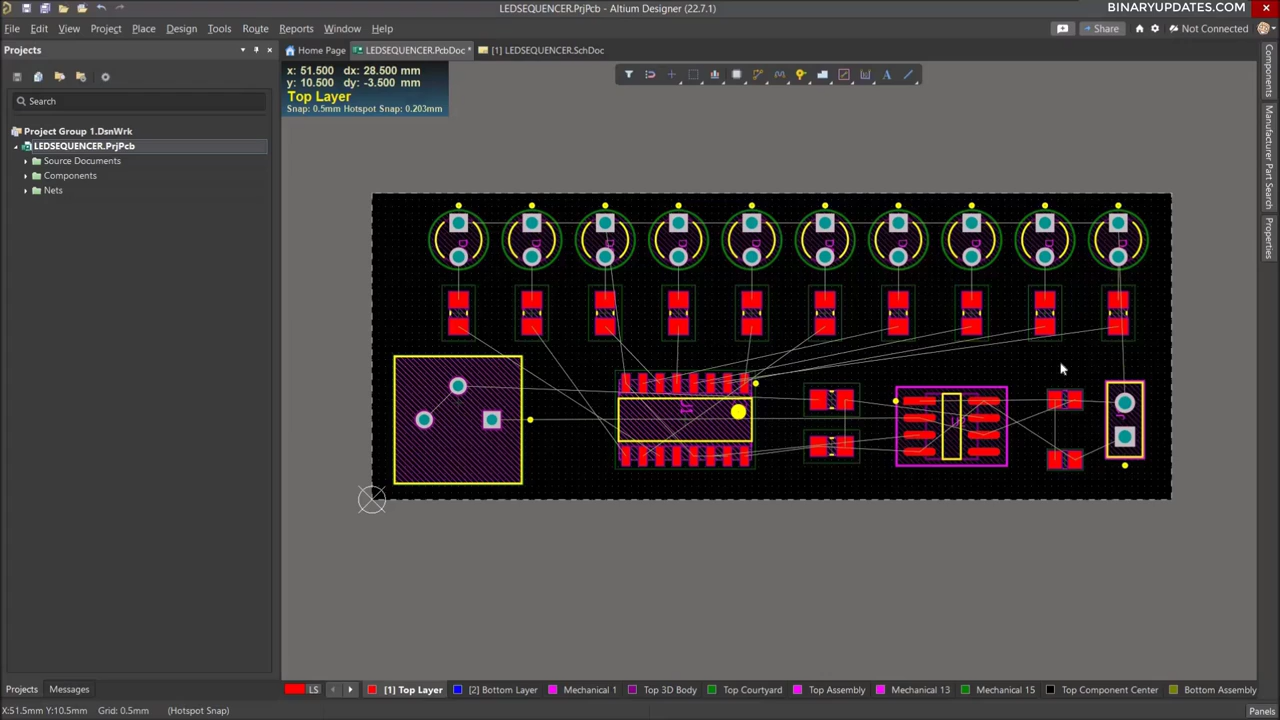 LEDSEQUENCER.PrjPcb - Altium Designer (22.7.1)
BINARYUPDATES.COM
File Edit View Project Place Design Tools Route Reports Window Help
Share
Not Connected
Projects
Home Page
LEDSEQUENCER.PcbDoc *
[1] LEDSEQUENCER.SchDoc
x: 51.500 dx: 28.500 mm
y: 10.500 dy: -3.500 mm
Top Layer
Snap: 0.5mm Hotspot Snap: 0.203mm
Search
Project Group 1.DsnWrk
LEDSEQUENCER.PrjPcb
Source Documents
Components
Nets
Components
Manufacturer Part Search
Properties
Projects
Messages
LS
[1] Top Layer
[2] Bottom Layer
Mechanical 1
Top 3D Body
Top Courtyard
Top Assembly
Mechanical 13
Mechanical 15
Top Component Center
Bottom Assembly
X:51.5mm Y:10.5mm Grid: 0.5mm (Hotspot Snap)
Panels